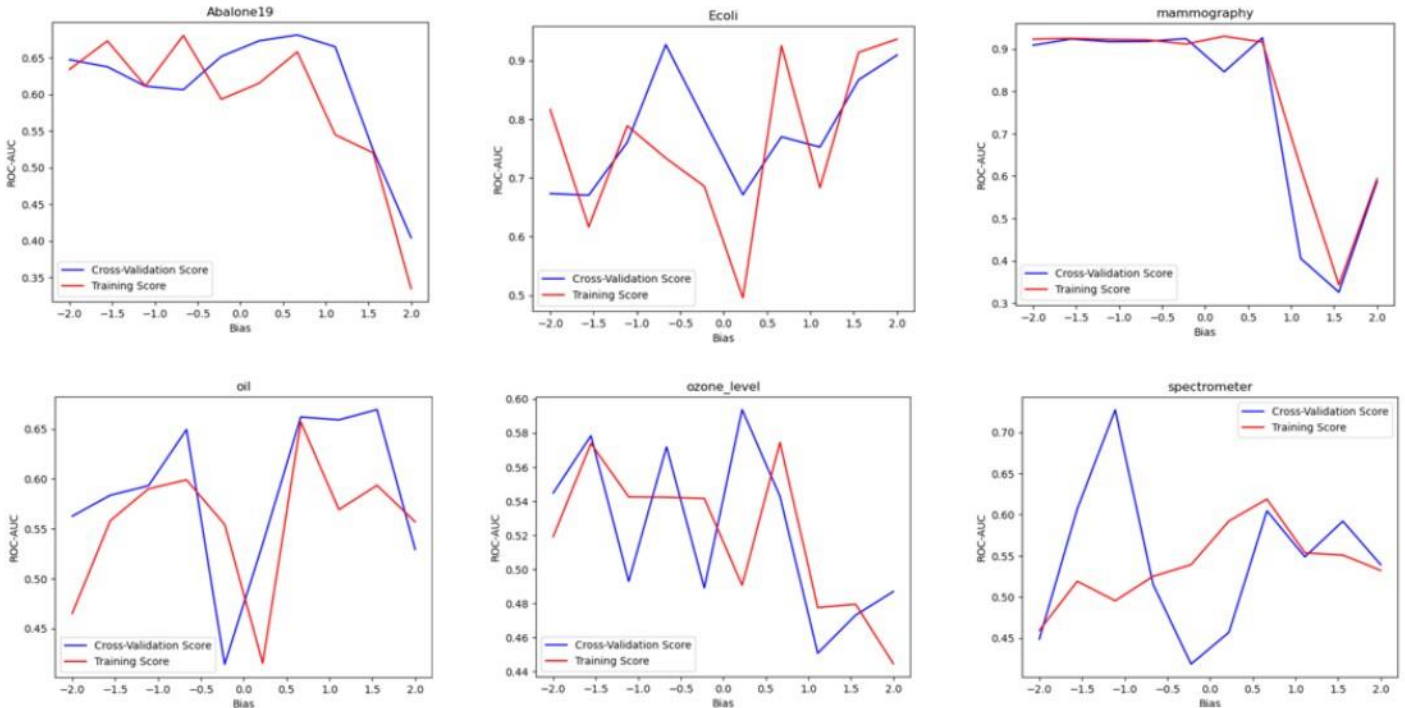 Abalone19
ROC-AUC
0.65
0.60
0.55
0.50
0.45
0.40
0.35
Cross-Validation Score
Training Score
−2.0 −1.5 −1.0 −0.5 0.0 0.5 1.0 1.5 2.0
Bias
Ecoli
ROC-AUC
0.9
0.8
0.7
0.6
0.5
Cross-Validation Score
Training Score
−2.0 −1.5 −1.0 −0.5 0.0 0.5 1.0 1.5 2.0
Bias
mammography
ROC-AUC
0.9
0.8
0.7
0.6
0.5
0.4
0.3
Cross-Validation Score
Training Score
−2.0 −1.5 −1.0 −0.5 0.0 0.5 1.0 1.5 2.0
Bias
oil
ROC-AUC
0.65
0.60
0.55
0.50
0.45
Cross-Validation Score
Training Score
−2.0 −1.5 −1.0 −0.5 0.0 0.5 1.0 1.5 2.0
Bias
ozone_level
ROC-AUC
0.60
0.58
0.56
0.54
0.52
0.50
0.48
0.46
0.44
Cross-Validation Score
Training Score
−2.0 −1.5 −1.0 −0.5 0.0 0.5 1.0 1.5 2.0
Bias
spectrometer
ROC-AUC
0.70
0.65
0.60
0.55
0.50
0.45
Cross-Validation Score
Training Score
−2.0 −1.5 −1.0 −0.5 0.0 0.5 1.0 1.5 2.0
Bias